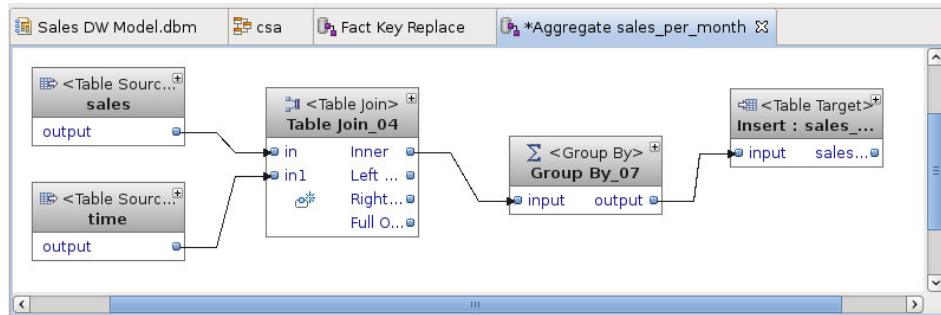 Sales DW Model.dbm
csa
Fact Key Replace
*Aggregate sales_per_month
<Table Sourc...
sales
output
<Table Sourc...
time
output
<Table Join>
Table Join_04
in Inner
in1 Left ...
Right...
Full O...
<Group By>
Group By_07
input output
<Table Target>
Insert : sales_...
input sales...